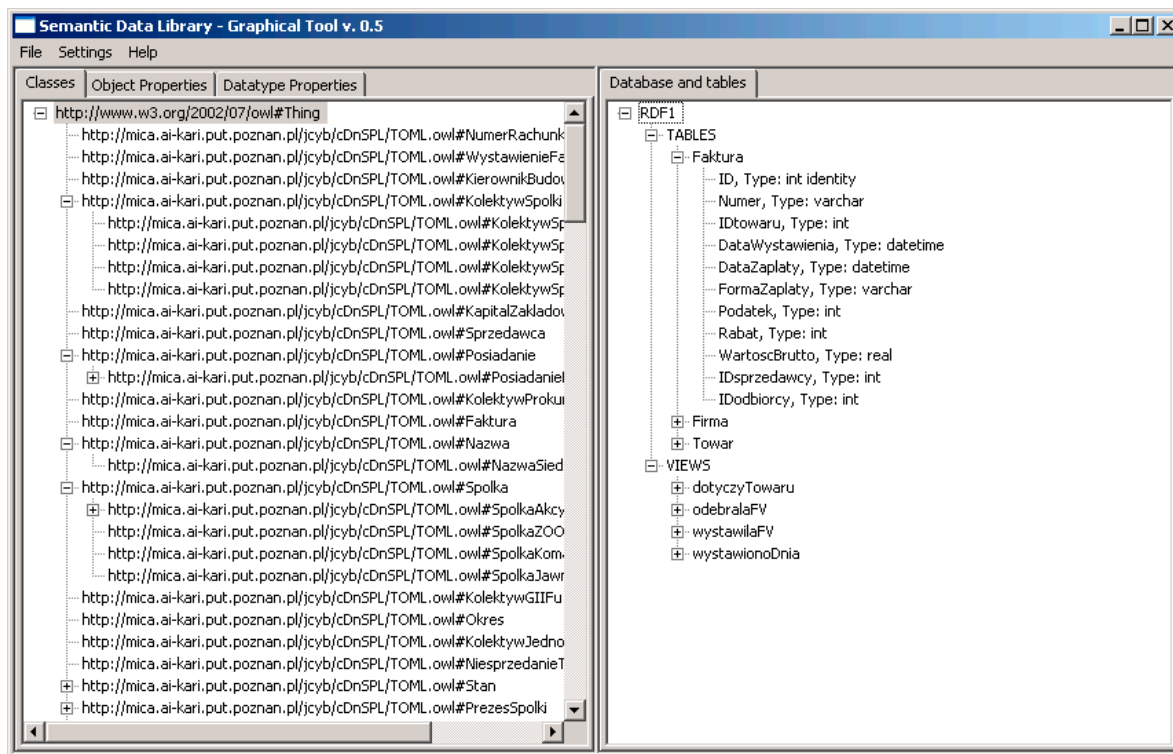 Semantic Data Library - Graphical Tool v. 0.5
File Settings Help
Classes Object Properties Datatype Properties
http://www.w3.org/2002/07/owl#Thing
http://mica.ai-kari.put.poznan.pl/jcyb/cDnSPL/TOML.owl#NumerRachunk
http://mica.ai-kari.put.poznan.pl/jcyb/cDnSPL/TOML.owl#WystawienieFa
http://mica.ai-kari.put.poznan.pl/jcyb/cDnSPL/TOML.owl#KierownikBudov
http://mica.ai-kari.put.poznan.pl/jcyb/cDnSPL/TOML.owl#KolektywSpolki
http://mica.ai-kari.put.poznan.pl/jcyb/cDnSPL/TOML.owl#KolektywSp
http://mica.ai-kari.put.poznan.pl/jcyb/cDnSPL/TOML.owl#KolektywSp
http://mica.ai-kari.put.poznan.pl/jcyb/cDnSPL/TOML.owl#KolektywSp
http://mica.ai-kari.put.poznan.pl/jcyb/cDnSPL/TOML.owl#KolektywSp
http://mica.ai-kari.put.poznan.pl/jcyb/cDnSPL/TOML.owl#KapitalZakladov
http://mica.ai-kari.put.poznan.pl/jcyb/cDnSPL/TOML.owl#Sprzedawca
http://mica.ai-kari.put.poznan.pl/jcyb/cDnSPL/TOML.owl#Posiadanie
http://mica.ai-kari.put.poznan.pl/jcyb/cDnSPL/TOML.owl#Posiadanie
http://mica.ai-kari.put.poznan.pl/jcyb/cDnSPL/TOML.owl#KolektywProku
http://mica.ai-kari.put.poznan.pl/jcyb/cDnSPL/TOML.owl#Faktura
http://mica.ai-kari.put.poznan.pl/jcyb/cDnSPL/TOML.owl#Nazwa
http://mica.ai-kari.put.poznan.pl/jcyb/cDnSPL/TOML.owl#NazwaSied
http://mica.ai-kari.put.poznan.pl/jcyb/cDnSPL/TOML.owl#Spolka
http://mica.ai-kari.put.poznan.pl/jcyb/cDnSPL/TOML.owl#SpolkaAkcy
http://mica.ai-kari.put.poznan.pl/jcyb/cDnSPL/TOML.owl#SpolkaZOO
http://mica.ai-kari.put.poznan.pl/jcyb/cDnSPL/TOML.owl#SpolkaKoma
http://mica.ai-kari.put.poznan.pl/jcyb/cDnSPL/TOML.owl#SpolkaJawr
http://mica.ai-kari.put.poznan.pl/jcyb/cDnSPL/TOML.owl#KolektywGIIFu
http://mica.ai-kari.put.poznan.pl/jcyb/cDnSPL/TOML.owl#Okres
http://mica.ai-kari.put.poznan.pl/jcyb/cDnSPL/TOML.owl#KolektywJedno
http://mica.ai-kari.put.poznan.pl/jcyb/cDnSPL/TOML.owl#NiesprzedanieT
http://mica.ai-kari.put.poznan.pl/jcyb/cDnSPL/TOML.owl#Stan
http://mica.ai-kari.put.poznan.pl/jcyb/cDnSPL/TOML.owl#PrezesSpolki
Database and tables
RDF1
TABLES
Faktura
ID, Type: int identity
Numer, Type: varchar
IDtowaru, Type: int
DataWystawienia, Type: datetime
DataZaplaty, Type: datetime
FormaZaplaty, Type: varchar
Podatek, Type: int
Rabat, Type: int
WartoscBrutto, Type: real
IDsprzedawcy, Type: int
IDodbiorcy, Type: int
Firma
Towar
VIEWS
dotyczyTowaru
odebralaFV
wystawilaFV
wystawionoDnia